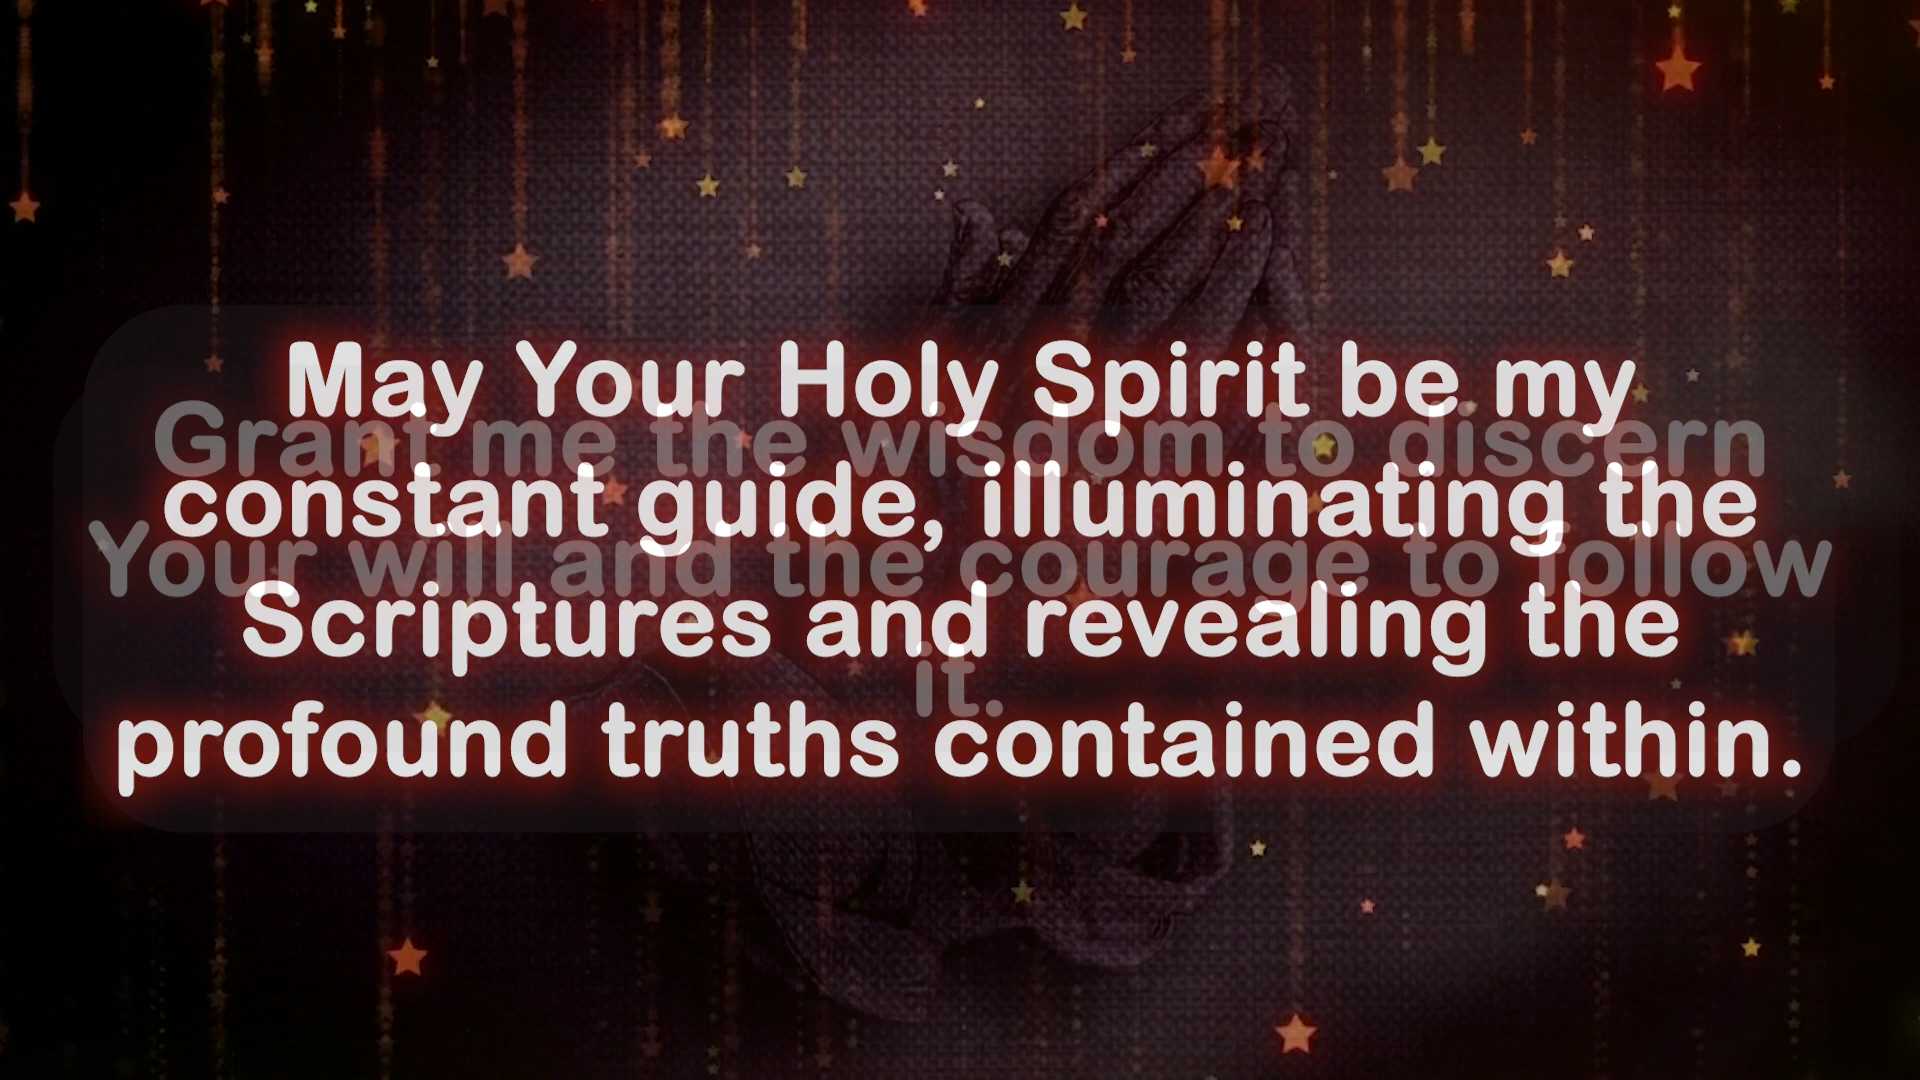 May Your Holy Spirit be my
constant guide, illuminating the
Scriptures and revealing the
profound truths contained within.
Grant me the wisdom to discern
Your will and the courage to follow
it.